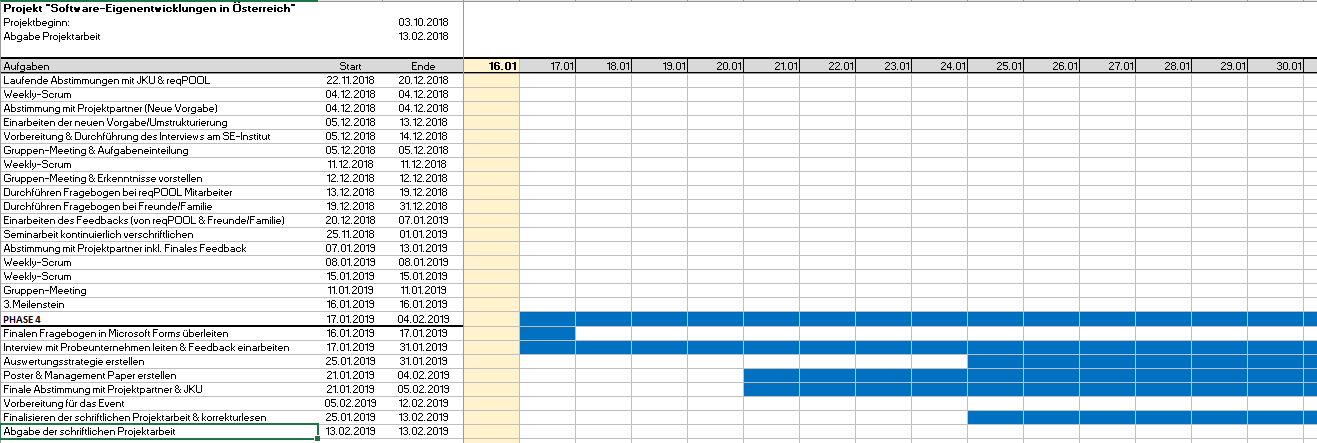 Projekt "Software-Eigenentwicklungen in Österreich"
Projektbeginn: 03.10.2018
Abgabe Projektarbeit 13.02.2018
Aufgaben Start Ende 16.01 17.01 18.01 19.01 20.01 21.01 22.01 23.01 24.01 25.01 26.01 27.01 28.01 29.01 30.01
Laufende Abstimmungen mit JKU & reqPOOL 22.11.2018 20.12.2018
Weekly-Scrum 04.12.2018 04.12.2018
Abstimmung mit Projektpartner (Neue Vorgabe) 04.12.2018 04.12.2018
Einarbeiten der neuen Vorgabe/Umstrukturierung 05.12.2018 13.12.2018
Vorbereitung & Durchführung des Interviews am SE-Institut 05.12.2018 14.12.2018
Gruppen-Meeting & Aufgabeneinteilung 05.12.2018 05.12.2018
Weekly-Scrum 11.12.2018 11.12.2018
Gruppen-Meeting & Erkenntnisse vorstellen 12.12.2018 12.12.2018
Durchführen Fragebogen bei reqPOOL Mitarbeiter 13.12.2018 19.12.2018
Durchführen Fragebogen bei Freunde/Familie 19.12.2018 31.12.2018
Einarbeiten des Feedbacks (von reqPOOL & Freunde/Familie) 20.12.2018 07.01.2019
Seminarbeit kontinuierlich verschriftlichen 25.11.2018 01.01.2019
Abstimmung mit Projektpartner inkl. Finales Feedback 07.01.2019 13.01.2019
Weekly-Scrum 08.01.2019 08.01.2019
Weekly-Scrum 15.01.2019 15.01.2019
Gruppen-Meeting 11.01.2019 11.01.2019
3.Meilenstein 16.01.2019 16.01.2019
PHASE 4 17.01.2019 04.02.2019
Finalen Fragebogen in Microsoft Forms überleiten 16.01.2019 17.01.2019
Interview mit Probeunternehmen leiten & Feedback einarbeiten 17.01.2019 31.01.2019
Auswertungsstrategie erstellen 25.01.2019 31.01.2019
Poster & Management Paper erstellen 21.01.2019 04.02.2019
Finale Abstimmung mit Projektpartner & JKU 21.01.2019 05.02.2019
Vorbereitung für das Event 05.02.2019 12.02.2019
Finalisieren der schriftlichen Projektarbeit & korrekturlesen 25.01.2019 13.02.2019
Abgabe der schriftlichen Projektarbeit 13.02.2019 13.02.2019